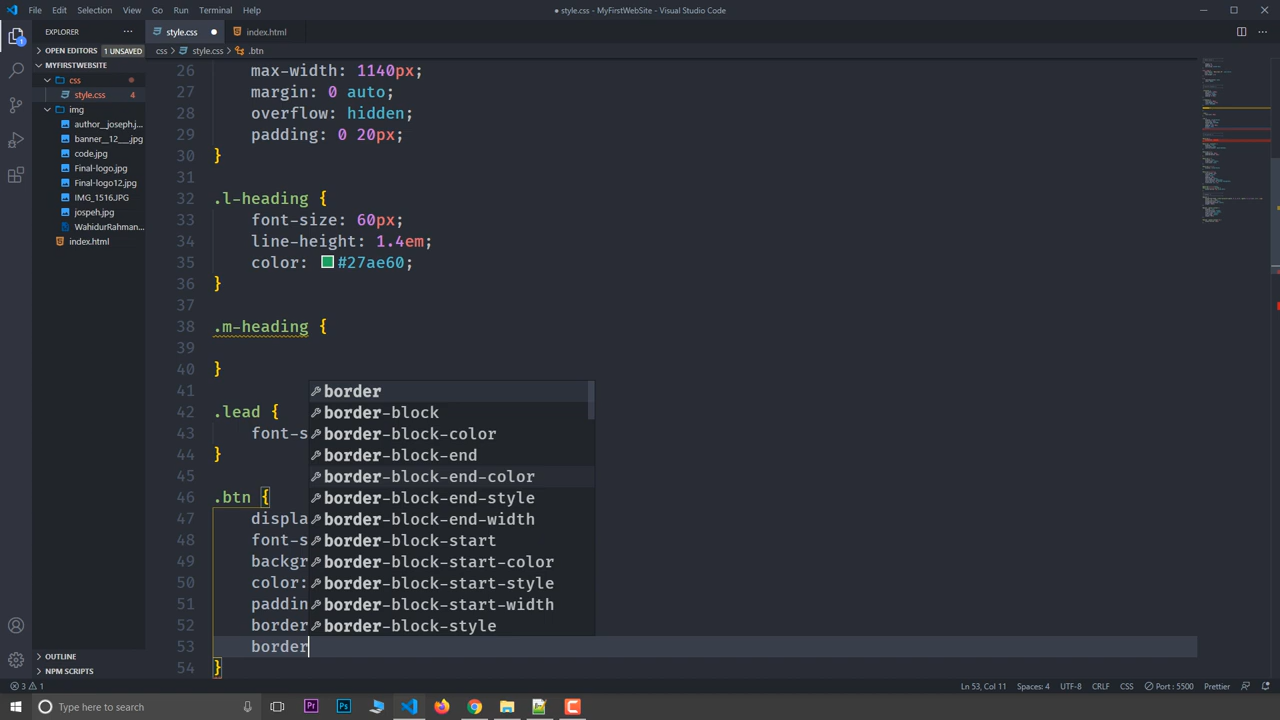 File Edit Selection View Go Run Terminal Help
style.css - MyFirstWebSite - Visual Studio Code
EXPLORER
style.css
index.html
OPEN EDITORS 1 UNSAVED
css > style.css > .btn
MYFIRSTWEBSITE
css
style.css 4
img
author__joseph.j...
banner__12___.jpg
code.jpg
Final-logo.jpg
Final-logo12.jpg
IMG_1516.JPG
jospeh.jpg
WahidurRahman...
index.html
OUTLINE
NPM SCRIPTS
26 max-width: 1140px;
27 margin: 0 auto;
28 overflow: hidden;
29 padding: 0 20px;
30 }
31
32 .l-heading {
33 font-size: 60px;
34 line-height: 1.4em;
35 color: #27ae60;
36 }
37
38 .m-heading {
39
40 }
41
42 .lead {
43 font-s
44 }
45
46 .btn {
47 displa
48 font-s
49 backgr
50 color:
51 paddin
52 border
53 border
54 }
border
border-block
border-block-color
border-block-end
border-block-end-color
border-block-end-style
border-block-end-width
border-block-start
border-block-start-color
border-block-start-style
border-block-start-width
border-block-style
3 1
Ln 53, Col 11 Spaces: 4 UTF-8 CRLF CSS Port : 5500 Prettier
Type here to search
Pr Ps